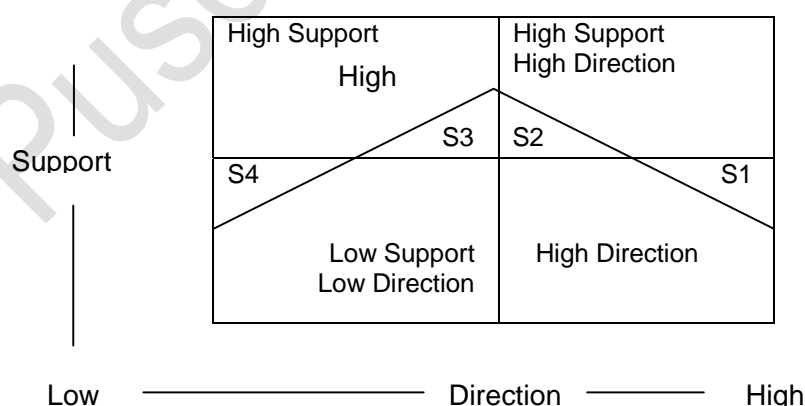 High Support
High
High Support
High Direction
S3
S2
Support
S4
S1
Low Support
Low Direction
High Direction
Low
Direction
High